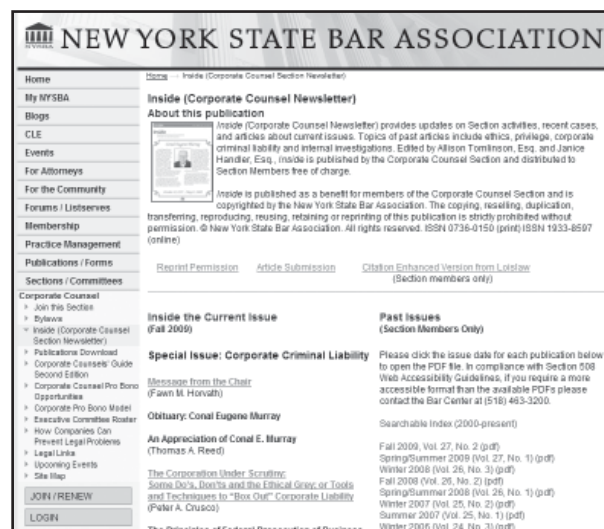 NYSBA
NEW YORK STATE BAR ASSOCIATION
Home
My NYSBA
Blogs
CLE
Events
For Attorneys
For the Community
Forums / Listserves
Membership
Practice Management
Publications / Forms
Sections / Committees
Corporate Counsel
Join this Section
Bylaws
Inside (Corporate Counsel
Section Newsletter)
Publications Download
Corporate Counsels' Guide
Second Edition
Corporate Counsel Pro Bono
Opportunities
Corporate Pro Bono Model
Executive Committee Roster
How Companies Can
Prevent Legal Problems
Legal Links
Upcoming Events
Site Map
JOIN / RENEW
LOGIN
Home → Inside (Corporate Counsel Section Newsletter)
Inside (Corporate Counsel Newsletter)
About this publication
Inside (Corporate Counsel Newsletter) provides updates on Section activities, recent cases,
and articles about current issues. Topics of past articles include ethics, privilege, corporate
criminal liability and internal investigations. Edited by Allison Tomlinson, Esq. and Janice
Handler, Esq., Inside is published by the Corporate Counsel Section and distributed to
Section Members free of charge.
Inside is published as a benefit for members of the Corporate Counsel Section and is
copyrighted by the New York State Bar Association. The copying, reselling, duplication,
transferring, reproducing, reusing, retaining or reprinting of this publication is strictly prohibited without
permission. © New York State Bar Association. All rights reserved. ISSN 0736-0150 (print) ISSN 1933-8597
(online)
Reprint Permission Article Submission Citation Enhanced Version from Loislaw
(Section members only)
Inside the Current Issue
(Fall 2009)
Special Issue: Corporate Criminal Liability
Message from the Chair
(Fawn M. Horvath)
Obituary: Conal Eugene Murray
An Appreciation of Conal E. Murray
(Thomas A. Reed)
The Corporation Under Scrutiny:
Some Do's, Don'ts and the Ethical Grey; or Tools
and Techniques to "Box Out" Corporate Liability
(Peter A. Crusco)
The Principles of Federal Prosecution of Business
Past Issues
(Section Members Only)
Please click the issue date for each publication below
to open the PDF file. In compliance with Section 508
Web Accessibility Guidelines, if you require a more
accessible format than the available PDFs please
contact the Bar Center at (518) 463-3200.
Searchable Index (2000-present)
Fall 2009, Vol. 27, No. 2 (pdf)
Spring/Summer 2009 (Vol. 27, No. 1) (pdf)
Winter 2008 (Vol. 26, No. 3) (pdf)
Fall 2008 (Vol. 26, No. 2) (pdf)
Spring/Summer 2008 (Vol. 26, No. 1) (pdf)
Winter 2007 (Vol. 25, No. 2) (pdf)
Summer 2007 (Vol. 25, No. 1) (pdf)
Winter 2006 (Vol. 24, No. 3) (pdf)